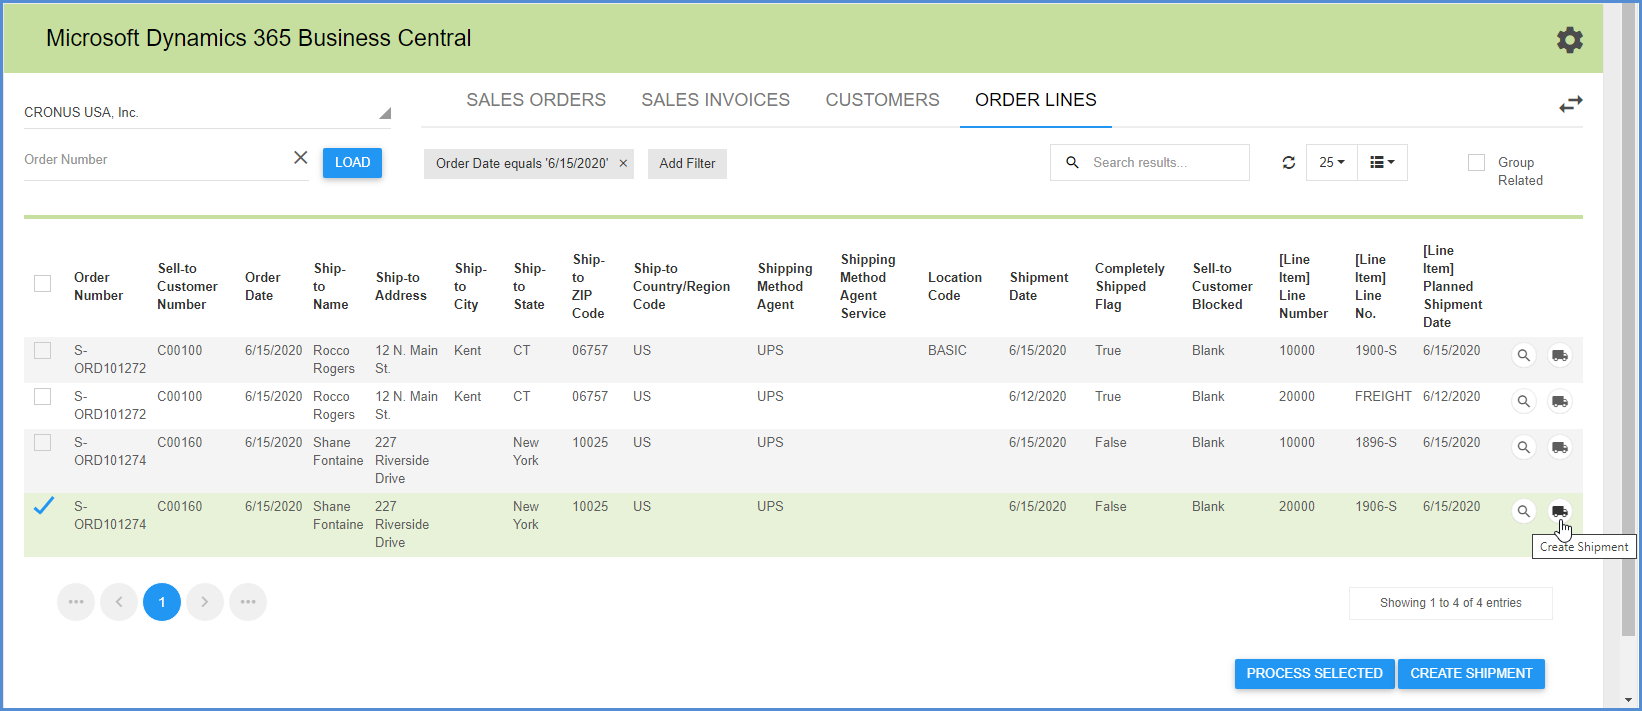 Microsoft Dynamics 365 Business Central
CRONUS USA, Inc.
SALES ORDERS SALES INVOICES CUSTOMERS ORDER LINES
Order Number LOAD
Order Date equals '6/15/2020' × Add Filter
Search results...
25
Group
Related
Order
Number
Sell-to
Customer
Number
Order
Date
Ship-
to
Name
Ship-to
Address
Ship-
to
City
Ship-
to
State
Ship-
to
ZIP
Code
Ship-to
Country/Region
Code
Shipping
Method
Agent
Shipping
Method
Agent
Service
Location
Code
Shipment
Date
Completely
Shipped
Flag
Sell-to
Customer
Blocked
[Line
Item]
Line
Number
[Line
Item]
Line
No.
[Line
Item]
Planned
Shipment
Date
S- C00100 6/15/2020 Rocco 12 N. Main Kent CT 06757 US UPS BASIC 6/15/2020 True Blank 10000 1900-S 6/15/2020
ORD101272 Rogers St.
S- C00100 6/15/2020 Rocco 12 N. Main Kent CT 06757 US UPS 6/12/2020 True Blank 20000 FREIGHT 6/12/2020
ORD101272 Rogers St.
S- C00160 6/15/2020 Shane 227 New 10025 US UPS 6/15/2020 False Blank 10000 1896-S 6/15/2020
ORD101274 Fontaine Riverside York
Drive
S- C00160 6/15/2020 Shane 227 New 10025 US UPS 6/15/2020 False Blank 20000 1906-S 6/15/2020
ORD101274 Fontaine Riverside York
Drive
Create Shipment
1
Showing 1 to 4 of 4 entries
PROCESS SELECTED CREATE SHIPMENT